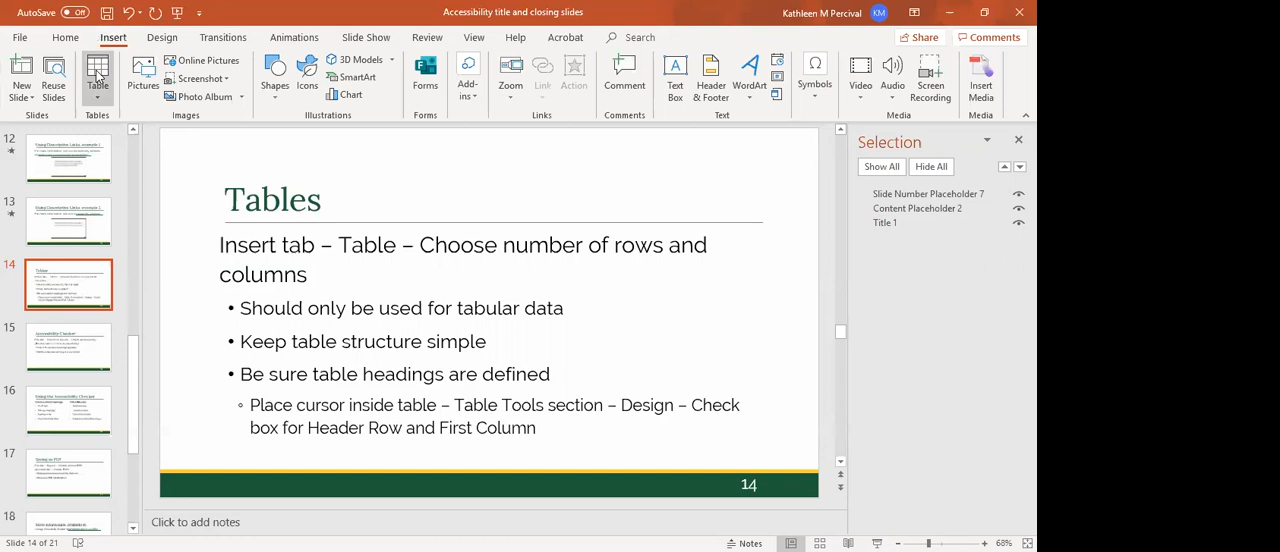 AutoSave Off
Accessibility title and closing slides
Kathleen M Percival
KM
File Home Insert Design Transitions Animations Slide Show Review View Help Acrobat Search
Share
Comments
New
Slide
Reuse
Slides
Slides
Table
Tables
Pictures
Online Pictures
Screenshot
Photo Album
Images
Shapes
Icons
3D Models
SmartArt
Chart
Illustrations
Forms
Forms
Add-
ins
Zoom
Link
Action
Links
Comment
Comments
Text
Box
Header
& Footer
WordArt
Text
Symbols
Video
Audio
Screen
Recording
Media
Insert
Media
Media
12
13
14
15
16
17
18
Tables
Insert tab – Table – Choose number of rows and
columns
• Should only be used for tabular data
• Keep table structure simple
• Be sure table headings are defined
Place cursor inside table – Table Tools section – Design – Check
box for Header Row and First Column
14
Selection
Show All
Hide All
Slide Number Placeholder 7
Content Placeholder 2
Title 1
Click to add notes
Slide 14 of 21
Notes
68%